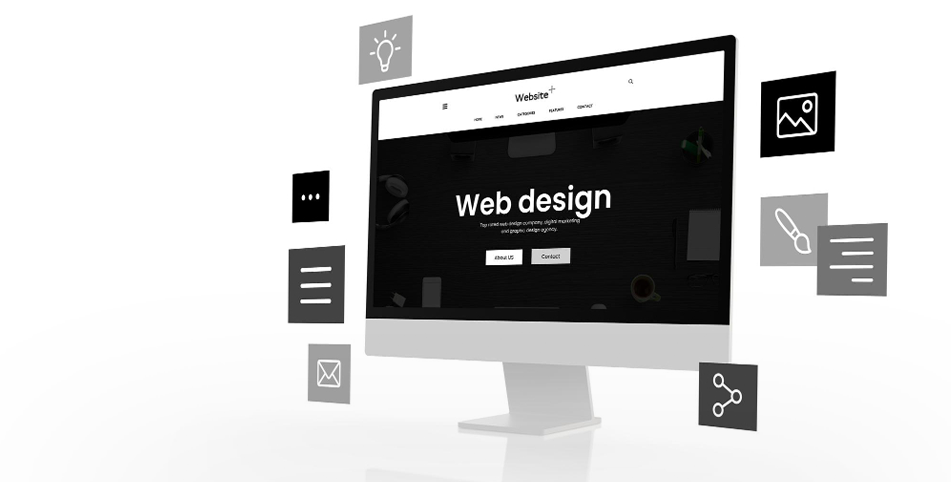 Website
HOME NEWS CATEGORIES FEATURES CONTACT
Web design
Top rated web design company, digital marketing
and graphic design agency.
About US Contact